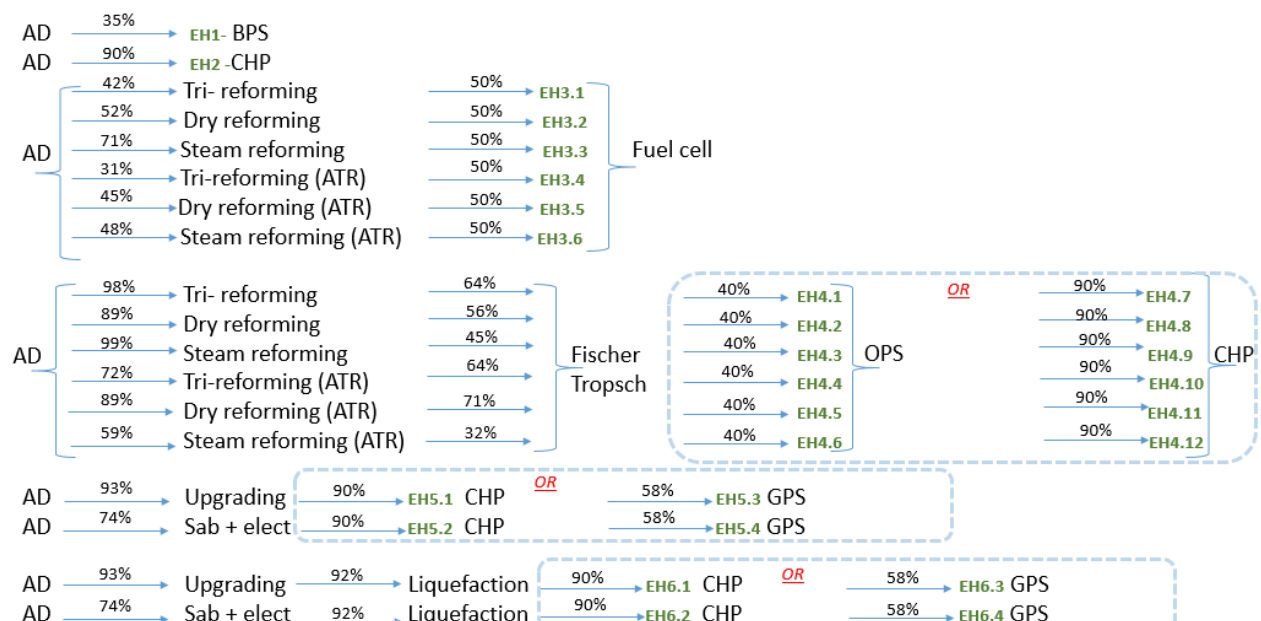 AD 35% EH1- BPS
AD 90% EH2 -CHP
42% Tri- reforming 50% EH3.1
52% Dry reforming 50% EH3.2
71% Steam reforming 50% EH3.3
AD Fuel cell
31% Tri-reforming (ATR) 50% EH3.4
45% Dry reforming (ATR) 50% EH3.5
48% Steam reforming (ATR) 50% EH3.6
98% Tri- reforming 64% 40% EH4.1 OR 90% EH4.7
89% Dry reforming 56% 40% EH4.2 90% EH4.8
99% Steam reforming 45% 40% EH4.3 90% EH4.9
AD Fischer Tropsch OPS CHP
72% Tri-reforming (ATR) 64% 40% EH4.4 90% EH4.10
89% Dry reforming (ATR) 71% 40% EH4.5 90% EH4.11
59% Steam reforming (ATR) 32% 40% EH4.6 90% EH4.12
AD 93% Upgrading 90% EH5.1 CHP OR 58% EH5.3 GPS
AD 74% Sab + elect 90% EH5.2 CHP 58% EH5.4 GPS
AD 93% Upgrading 92% Liquefaction 90% EH6.1 CHP OR 58% EH6.3 GPS
AD 74% Sab + elect 92% Liquefaction 90% EH6.2 CHP 58% EH6.4 GPS